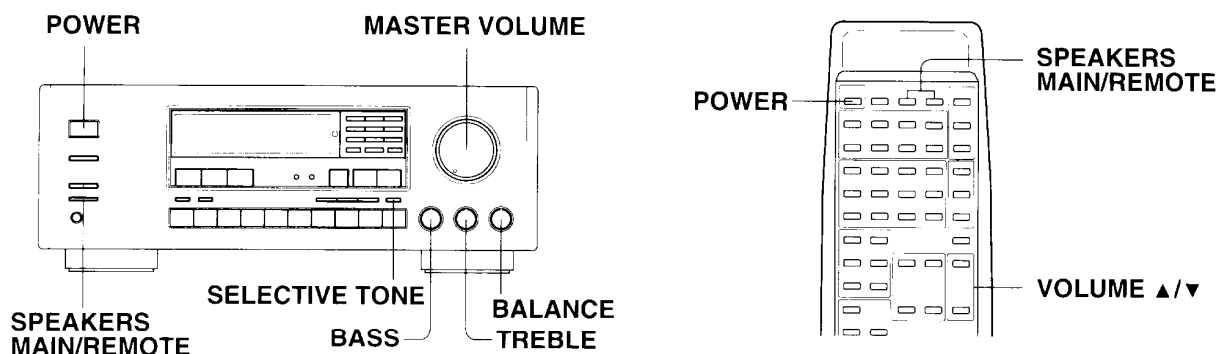 POWER
MASTER VOLUME
SELECTIVE TONE
BALANCE
BASS
TREBLE
SPEAKERS
MAIN/REMOTE
SPEAKERS
MAIN/REMOTE
POWER
VOLUME ▲/▼